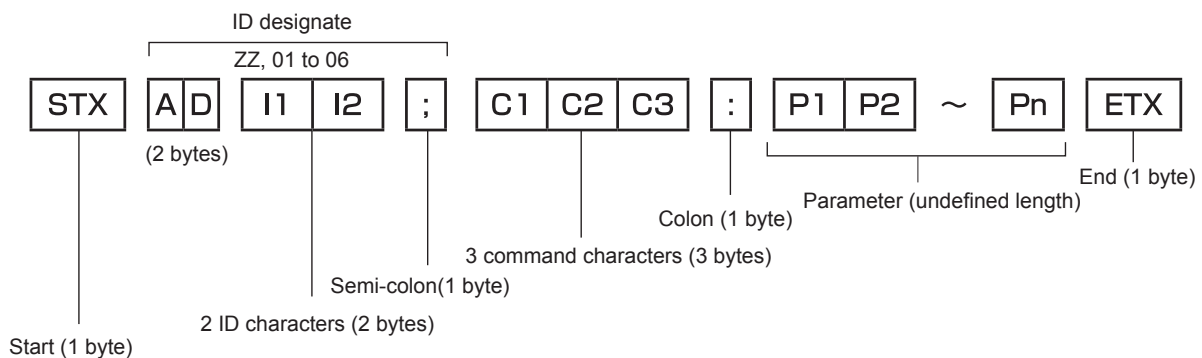 ID designate
ZZ, 01 to 06
STX A D I1 I2 ; C1 C2 C3 : P1 P2 ～ Pn ETX
(2 bytes)
End (1 byte)
Parameter (undefined length)
Colon (1 byte)
3 command characters (3 bytes)
Semi-colon(1 byte)
2 ID characters (2 bytes)
Start (1 byte)